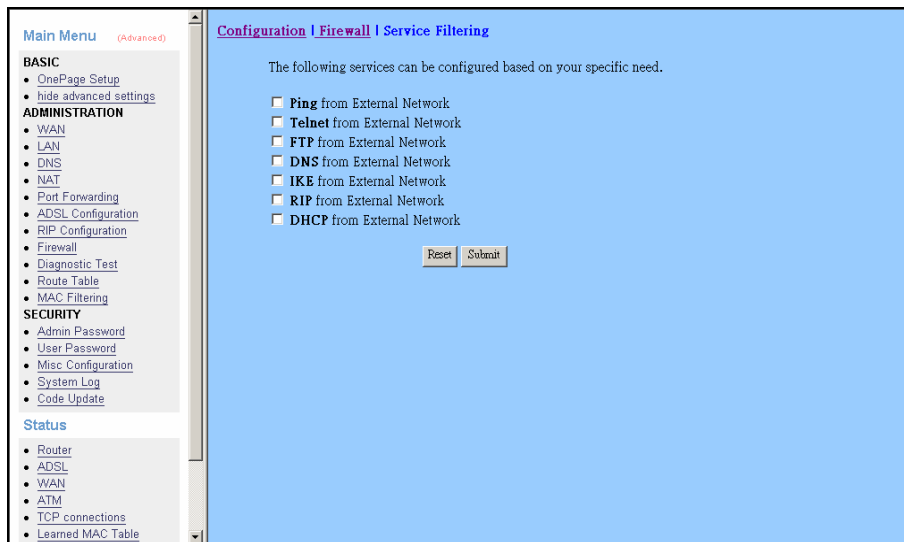 Main Menu (Advanced)
BASIC
OnePage Setup
hide advanced settings
ADMINISTRATION
WAN
LAN
DNS
NAT
Port Forwarding
ADSL Configuration
RIP Configuration
Firewall
Diagnostic Test
Route Table
MAC Filtering
SECURITY
Admin Password
User Password
Misc Configuration
System Log
Code Update
Status
Router
ADSL
WAN
ATM
TCP connections
Learned MAC Table
Configuration | Firewall | Service Filtering
The following services can be configured based on your specific need.
Ping from External Network
Telnet from External Network
FTP from External Network
DNS from External Network
IKE from External Network
RIP from External Network
DHCP from External Network
Reset Submit